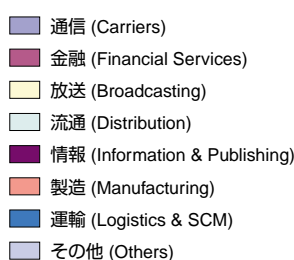 通信 (Carriers)
金融 (Financial Services)
放送 (Broadcasting)
流通 (Distribution)
情報 (Information & Publishing)
製造 (Manufacturing)
運輸 (Logistics & SCM)
その他 (Others)